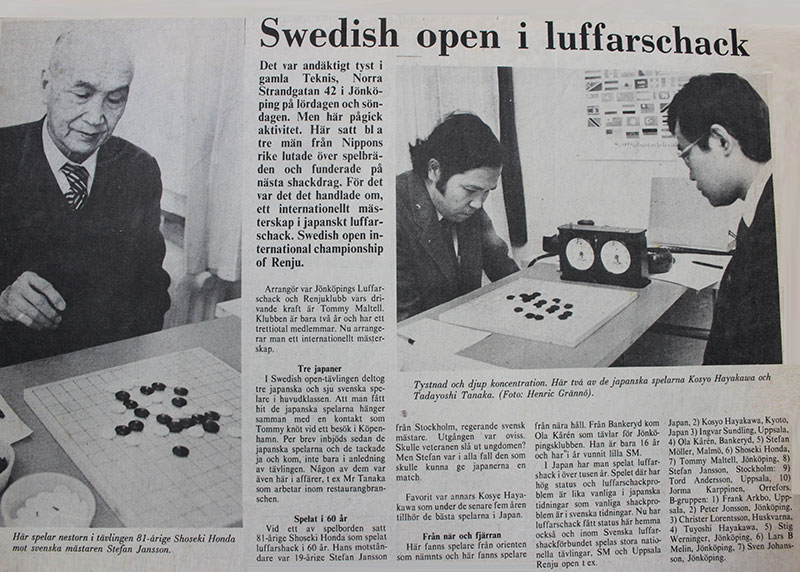 Swedish open i luffarschack
Det var andäktigt tyst i
gamla Teknis, Norra
Strandgatan 42 i Jönkö-
ping på lördagen och sön-
dagen. Men här pågick
aktivitet. Här satt bl a
tre män från Nippons
rike lutade över spelbrä-
den och funderade på
nästa shackdrag. För det
var det det handlade om,
ett internationellt mäs-
terskap i japanskt luffar-
schack. Swedish open in-
ternational championship
of Renju.
Arrangör var Jönköpings Luffar-
schack och Renjuklubb vars dri-
vande kraft är Tommy Maltell.
Klubben är bara två år och har ett
trettiotal medlemmar. Nu arrange-
rar man ett internationellt mäster-
skap.
Tre japaner
I Swedish open-tävlingen deltog
tre japanska och sju svenska spe-
lare i huvudklassen. Att man fått
hit de japanska spelarna hänger
samman med en kontakt som
Tommy knöt vid ett besök i Köpen-
hamn. Per brev inbjöds sedan de
japanska spelarna och de tackade
ja och kom, inte bara i anledning
av tävlingen. Någon av dem var
även här i affärer, t ex Mr Tanaka
som arbetar inom restaurangbran-
schen.
Spelat i 60 år
Vid ett av spelborden satt
81-årige Shoseki Honda som spelat
luffarschack i 60 år. Hans motstån-
dare var 19-årige Stefan Jansson
Här spelar nestorn i tävlingen 81-årige Shoseki Honda
mot svenska mästaren Stefan Jansson.
Tystnad och djup koncentration. Här två av de japanska spelarna Kosyo Hayakawa och
Tadayoshi Tanaka. (Foto: Henric Grännö).
från Stockholm, regerande svensk
mästare. Utgången var oviss.
Skulle veteranen slå ut ungdomen?
Men Stefan var i alla fall den som
skulle kunna ge japanerna en
match.
Favorit var annars Kosye Haya-
kawa som under de senare fem åren
tillhör de bästa spelarna i Japan.
Från när och fjärran
Här fanns spelare från orienten
som nämnts och här fanns spelare
från nära håll. Från Bankeryd kom
Ola Kårén som tävlar för Jönkö-
pingsklubben. Han är bara 16 år
och har i år vunnit lilla SM.
I Japan har man spelat luffar-
schack i över tusen år. Spelet där har
hög status och luffarschackpro-
blem är lika vanliga i japanska
tidningar som vanliga schackpro-
blem är i svenska tidningar. Nu har
luffarschack fått status här hemma
också och inom Svenska luffar-
schackförbundet spelas stora natio-
nella tävlingar, SM och Uppsala
Renju open t ex.
Japan, 2) Kosyo Hayakawa, Kyoto,
Japan 3) Ingvar Sundling, Uppsala,
4) Ola Kårén, Bankeryd, 5) Stefan
Möller, Malmö, 6) Shoseki Honda,
7) Tommy Maltell, Jönköping, 8)
Stefan Jansson, Stockholm: 9)
Tord Andersson, Uppsala, 10)
Jorma Karppinen, Orrefors,
B-gruppen: 1) Frank Arkbo, Upp-
sala, 2) Peter Jonsson, Jönköping,
3) Christer Lorentsson, Huskvarna,
4) Tuyoshi Hayakawa, 5) Stig
Werninger, Jönköping, 6) Lars B
Melin, Jönköping, 7) Sven Johans-
son, Jönköping.